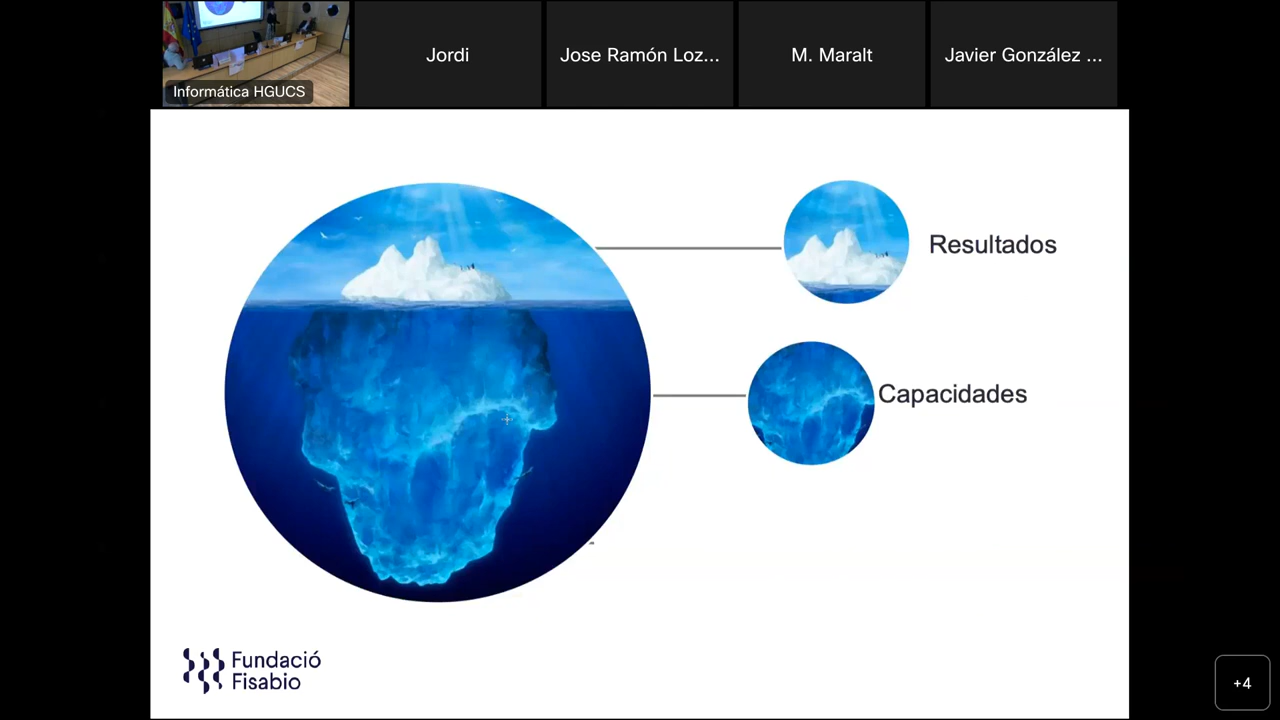 Informática HGUCS
Jordi
Jose Ramón Loz...
M. Maralt
Javier González ...
Resultados
Capacidades
Fundació
Fisabio
+4